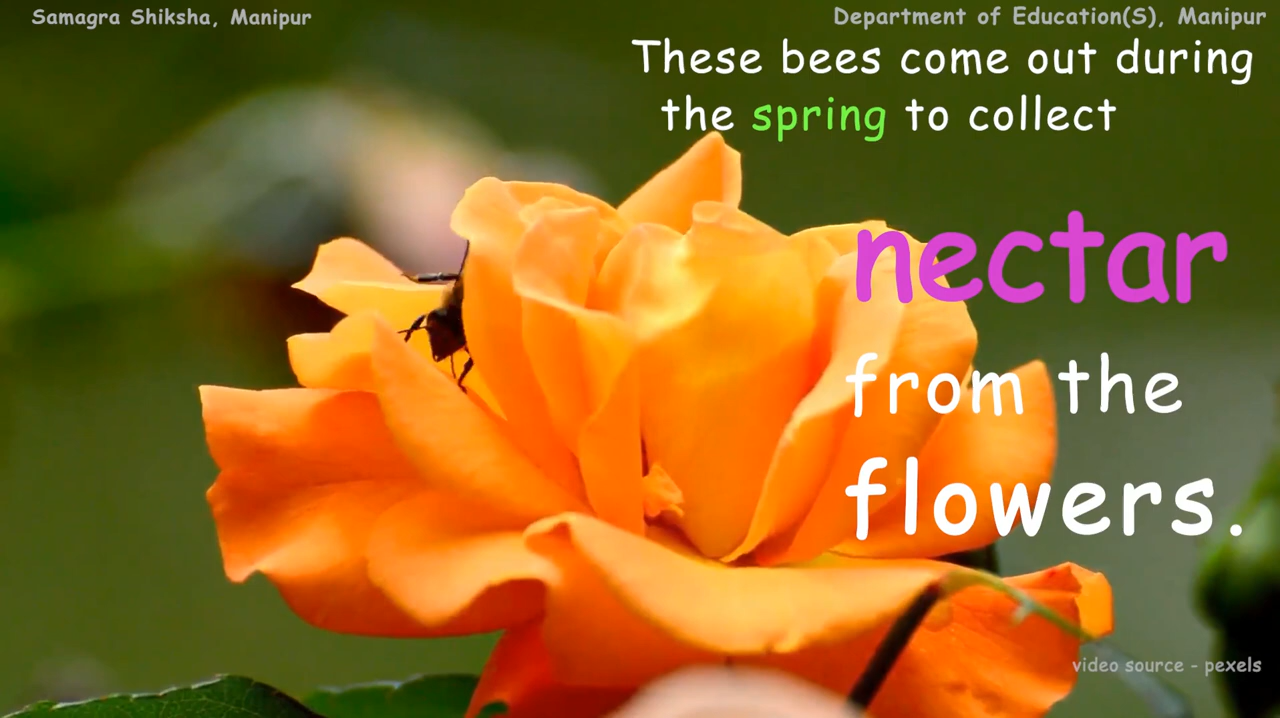 Samagra Shiksha, Manipur
Department of Education(S), Manipur
These bees come out during
the spring to collect
nectar
from the
flowers.
video source - pexels